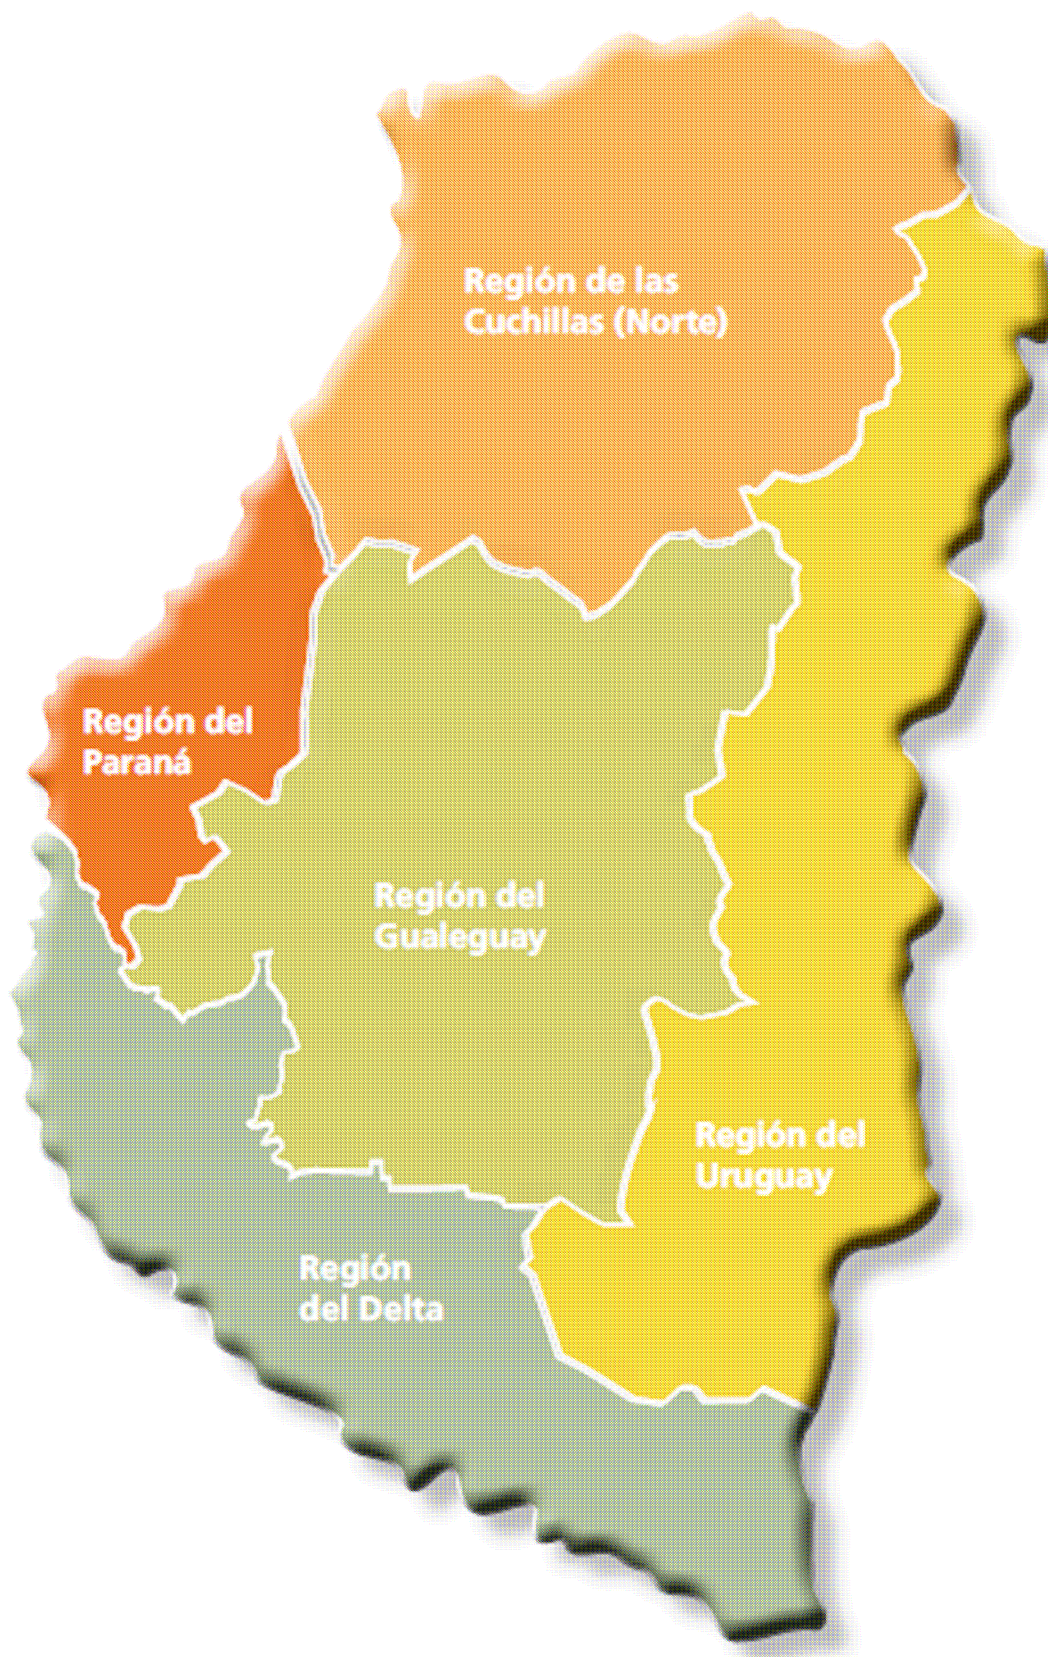 Región de las
Cuchillas (Norte)
Región del
Paraná
Región del
Gualeguay
Región del
Uruguay
Región
del Delta